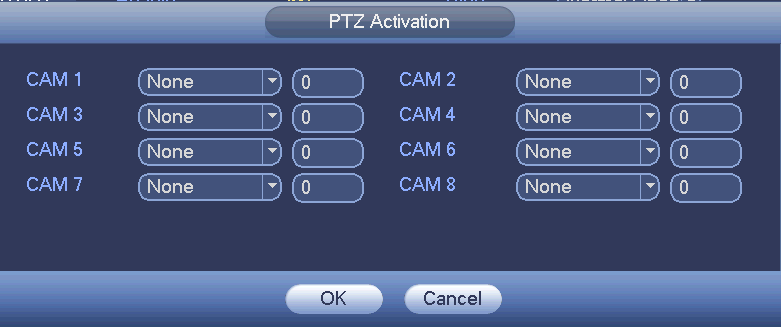 PTZ Activation
CAM 1 None 0 CAM 2 None 0
CAM 3 None 0 CAM 4 None 0
CAM 5 None 0 CAM 6 None 0
CAM 7 None 0 CAM 8 None 0
OK Cancel